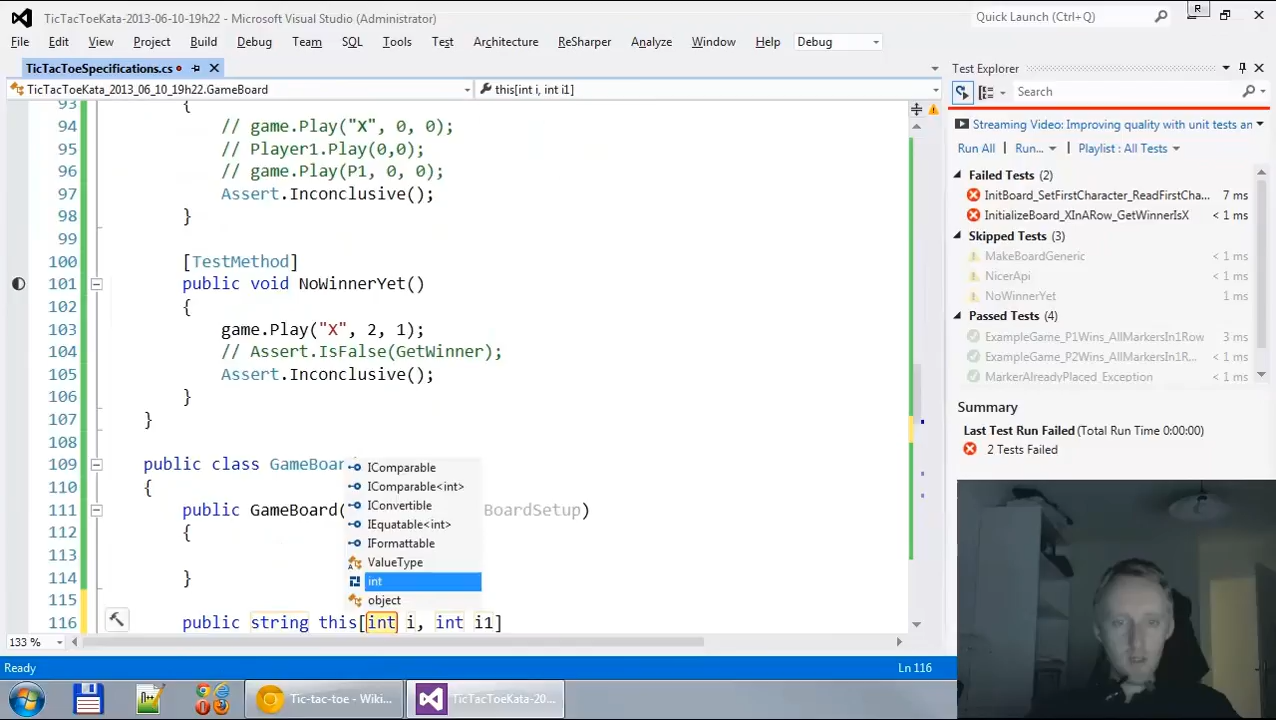 TicTacToeKata-2013-06-10-19h22 - Microsoft Visual Studio (Administrator)
Quick Launch (Ctrl+Q)
R
File Edit View Project Build Debug Team SQL Tools Test Architecture ReSharper Analyze Window Help Debug
TicTacToeSpecifications.cs
TicTacToeKata_2013_06_10_19h22.GameBoard
this[int i, int i1]
93 {
94 // game.Play("X", 0, 0);
95 // Player1.Play(0,0);
96 // game.Play(P1, 0, 0);
97 Assert.Inconclusive();
98 }
99
100 [TestMethod]
101 public void NoWinnerYet()
102 {
103 game.Play("X", 2, 1);
104 // Assert.IsFalse(GetWinner);
105 Assert.Inconclusive();
106 }
107 }
108
109 public class GameBoard
110 {
111 public GameBoard( BoardSetup)
112 {
113
114 }
115
116 public string this[int i, int i1]
IComparable
IComparable<int>
IConvertible
IEquatable<int>
IFormattable
ValueType
int
object
133 %
Ready
Ln 116
Test Explorer
Search
Streaming Video: Improving quality with unit tests an
Run All Run... Playlist : All Tests
Failed Tests (2)
InitBoard_SetFirstCharacter_ReadFirstCha... 7 ms
InitializeBoard_XInARow_GetWinnerIsX < 1 ms
Skipped Tests (3)
MakeBoardGeneric < 1 ms
NicerApi < 1 ms
NoWinnerYet < 1 ms
Passed Tests (4)
ExampleGame_P1Wins_AllMarkersIn1Row 3 ms
ExampleGame_P2Wins_AllMarkersIn1R... < 1 ms
MarkerAlreadyPlaced_Exception < 1 ms
Summary
Last Test Run Failed (Total Run Time 0:00:00)
2 Tests Failed
Tic-tac-toe - Wiki...
TicTacToeKata-20...